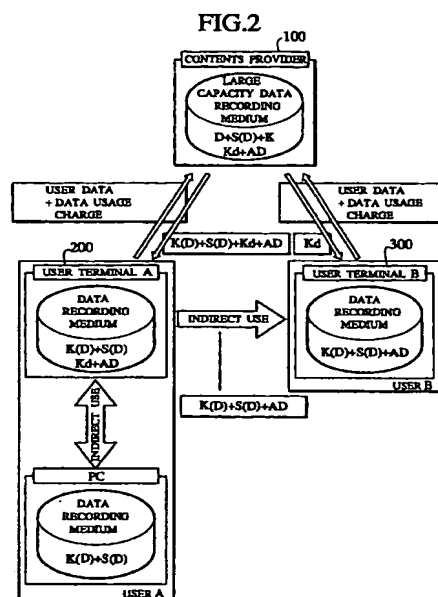 FIG.2
100
CONTENTS PROVIDER
LARGE
CAPACITY DATA
RECORDING
MEDIUM
D+S(D)+K
Kd+AD
USER DATA
+ DATA USAGE
CHARGE
USER DATA
+ DATA USAGE
CHARGE
K(D)+S(D)+Kd+AD
Kd
200
300
USER TERMINAL A
DATA
RECORDING
MEDIUM
K(D)+S(D)
Kd+AD
INDIRECT USE
USER TERMINAL B
DATA
RECORDING
MEDIUM
K(D)+S(D)+AD
USER B
K(D)+S(D)+AD
INDIRECT USE
PC
DATA
RECORDING
MEDIUM
K(D)+S(D)
USER A